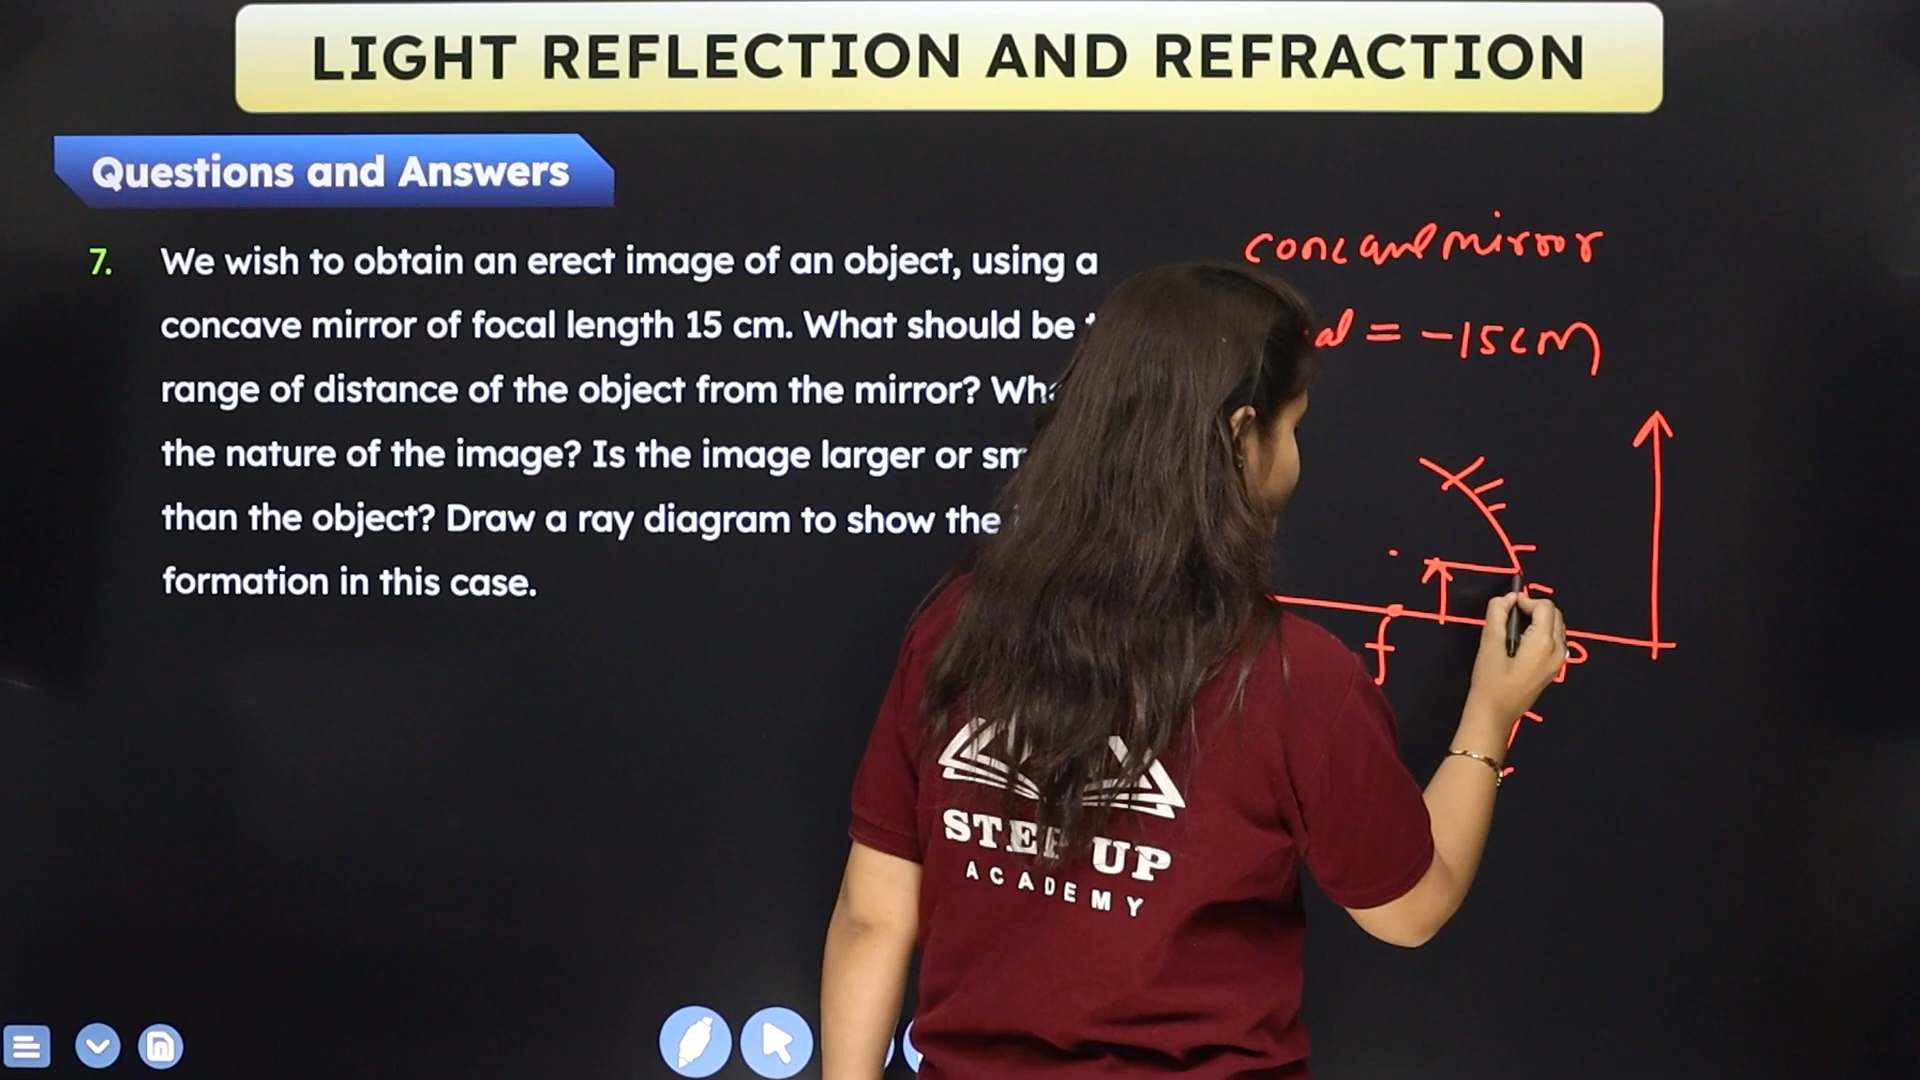 LIGHT REFLECTION AND REFRACTION
Questions and Answers
7. We wish to obtain an erect image of an object, using a
concave mirror of focal length 15 cm. What should be
range of distance of the object from the mirror?
the nature of the image? Is the image larger or
than the object? Draw a ray diagram to show the
formation in this case.
concave mirror
= -15cm
f
P
STEP UP
ACADEMY